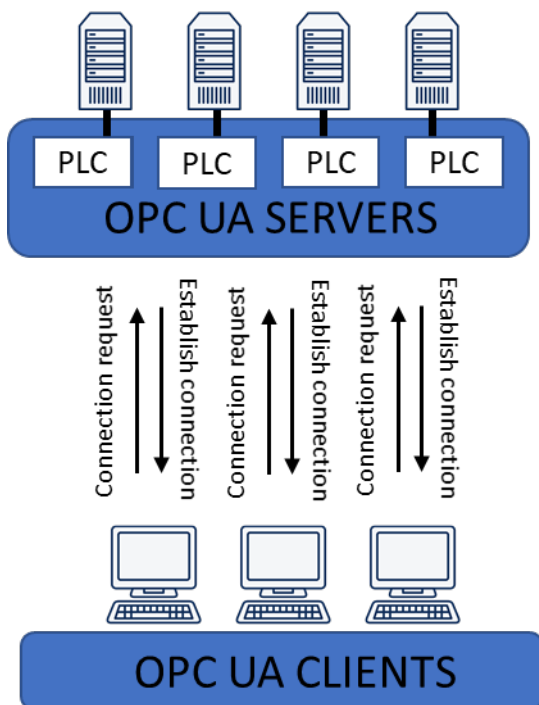 PLC
PLC
PLC
PLC
OPC UA SERVERS
Connection request
Establish connection
Connection request
Establish connection
Connection request
Establish connection
OPC UA CLIENTS